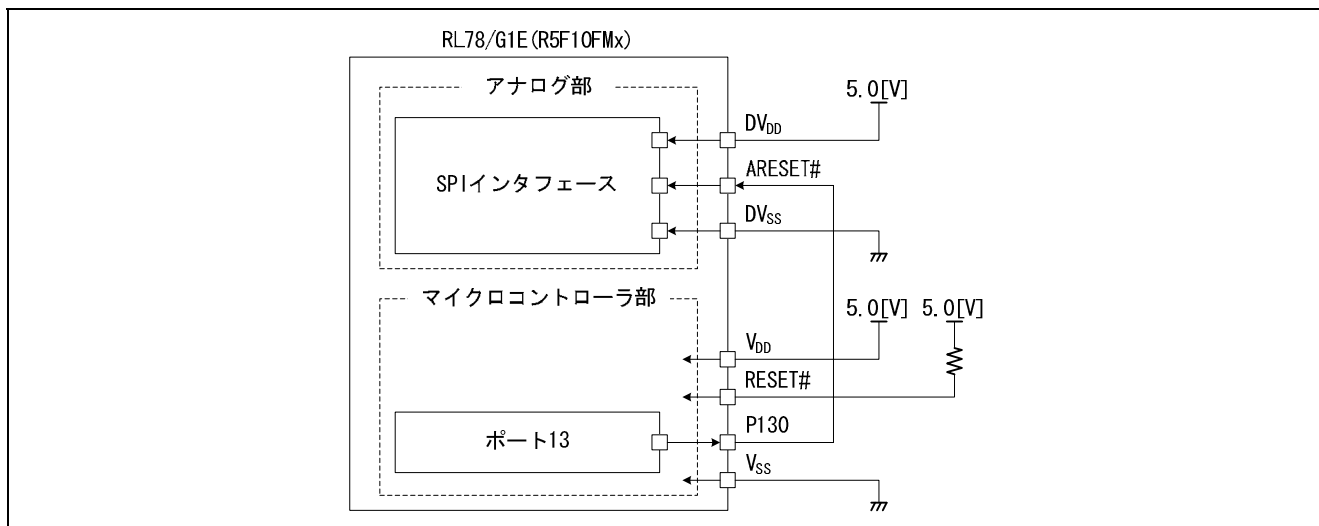 RL78/G1E(R5F10FMx)
アナログ部
5.0[V]
DVDD
ARESET#
SPIインタフェース
DVSS
マイクロコントローラ部
5.0[V] 5.0[V]
VDD
RESET#
P130
ポート13
VSS